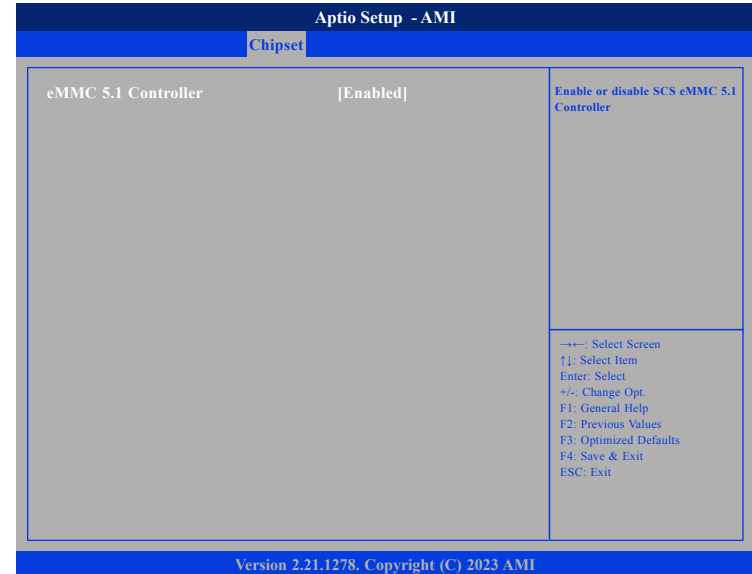 Aptio Setup - AMI
Chipset
eMMC 5.1 Controller [Enabled]
Enable or disable SCS eMMC 5.1
Controller
→←: Select Screen
↑↓: Select Item
Enter: Select
+/-: Change Opt.
F1: General Help
F2: Previous Values
F3: Optimized Defaults
F4: Save & Exit
ESC: Exit
Version 2.21.1278. Copyright (C) 2023 AMI